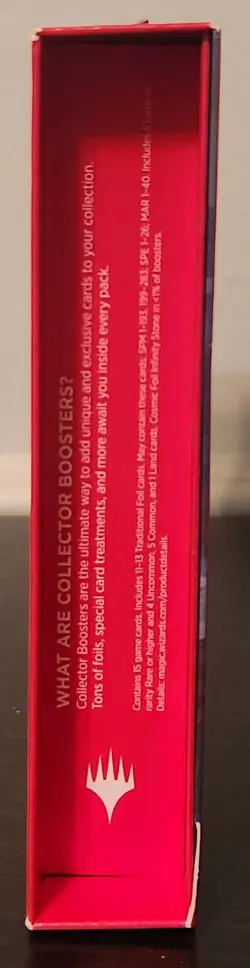 WHAT ARE COLLECTOR BOOSTERS?
Collector Boosters are the ultimate way to add unique and exclusive cards to your collection.
Tons of foils, special card treatments, and more await you inside every pack.
Contains 15 game cards. Includes 11–13 Traditional Foil cards. May contain these cards: SPM 1–193, 199–283; SPE 1–26; MAR 1–40. Includes
rarity Rare or higher and 4 Uncommon, 5 Common, and 1 Land cards. Cosmic Foil Infinity Stone in <1% of boosters.
Details: magic.wizards.com/productdetails.